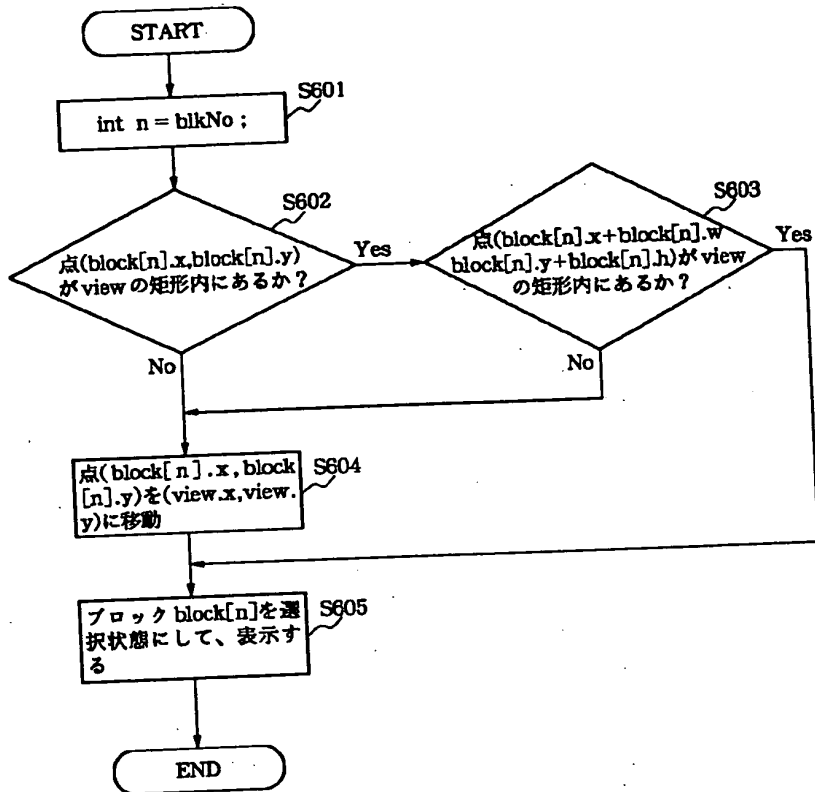 START
S601
int n = blkNo ;
S602
点(block[n].x,block[n].y)
がviewの矩形内にあるか？
Yes
No
S603
点(block[n].x+block[n].w
block[n].y+block[n].h)がview
の矩形内にあるか？
Yes
No
S604
点(block[n].x,block
[n].y)を(view.x,view.
y)に移動
S605
ブロックblock[n]を選
択状態にして、表示す
る
END